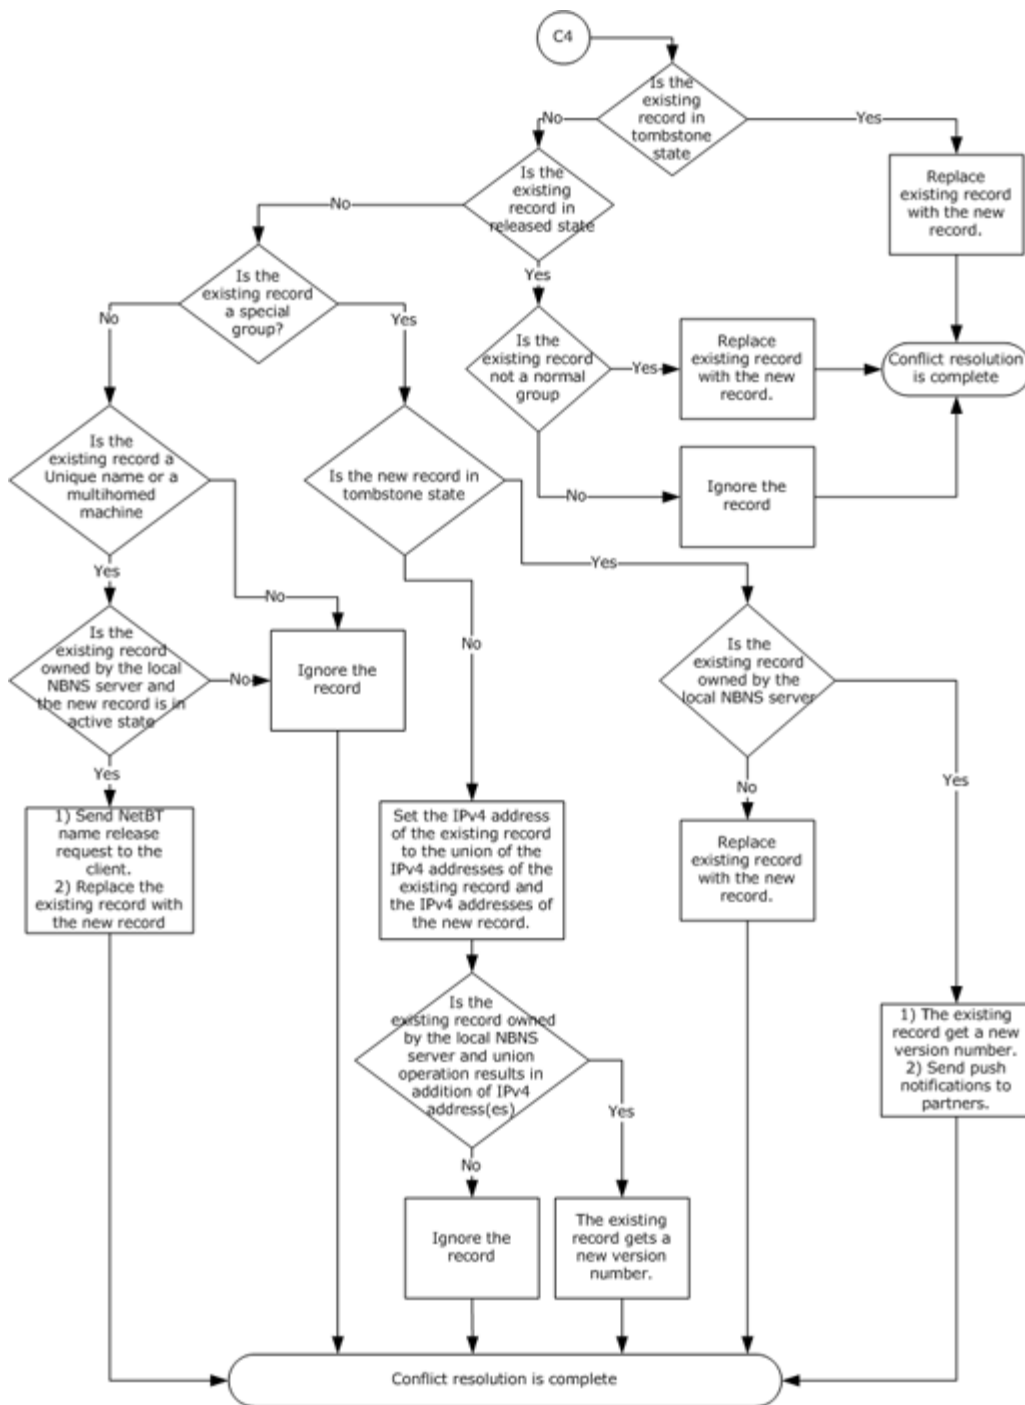 C4
Is the
existing
record in
tombstone
state
No
Yes
Is the
existing
record in
released state
Replace
existing record
with the new
record.
No
Yes
Is the
existing record
a special
group?
No
Yes
Is the
existing record
not a normal
group
Yes
Replace
existing record
with the new
record.
Conflict resolution
is complete
Is the
existing record a
Unique name or a
multihomed
machine
Is the new record in
tombstone state
No
Ignore the
record
Yes
No
Yes
Is the
existing record
owned by the local
NBNS server and
the new record is in
active state
No
Ignore the
record
No
Is the
existing record
owned by the
local NBNS server
Yes
No
Yes
1) Send NetBT
name release
request to the
client.
2) Replace the
existing record with
the new record
Set the IPv4 address
of the existing record
to the union of the
IPv4 addresses of the
existing record and
the IPv4 addresses of
the new record.
Replace
existing record
with the new
record.
Is the
existing record owned
by the local NBNS
server and union
operation results in
addition of IPv4
address(es)
1) The existing
record get a new
version number.
2) Send push
notifications to
partners.
Yes
No
Ignore the
record
The existing
record gets a
new version
number.
Conflict resolution is complete